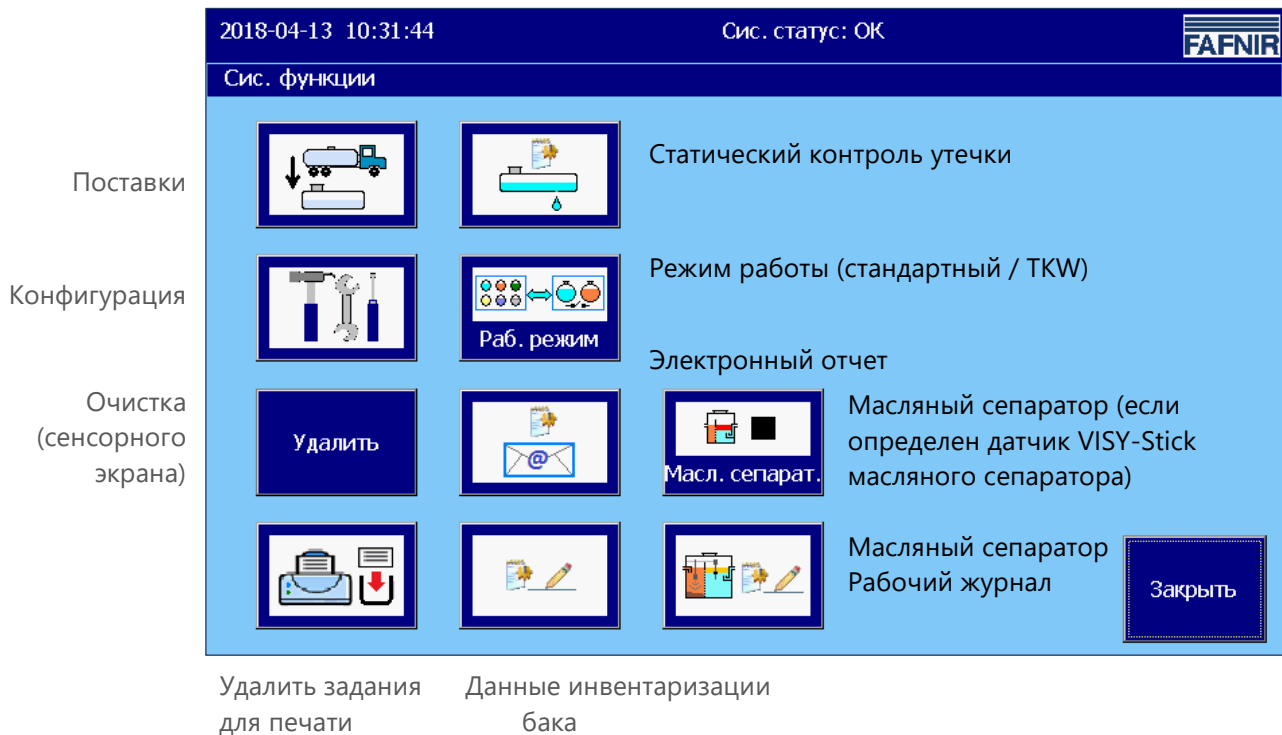 2018-04-13 10:31:44
Сис. статус: OK
FAFNIR
Сис. функции
Поставки
Статический контроль утечки
Конфигурация
Раб. режим
Режим работы (стандартный / TKW)
Электронный отчет
Очистка
(сенсорного
экрана)
Удалить
@
Масл. сепарат.
Масляный сепаратор (если
определен датчик VISY-Stick
масляного сепаратора)
Масляный сепаратор
Рабочий журнал
Закрыть
Удалить задания
для печати
Данные инвентаризации
бака